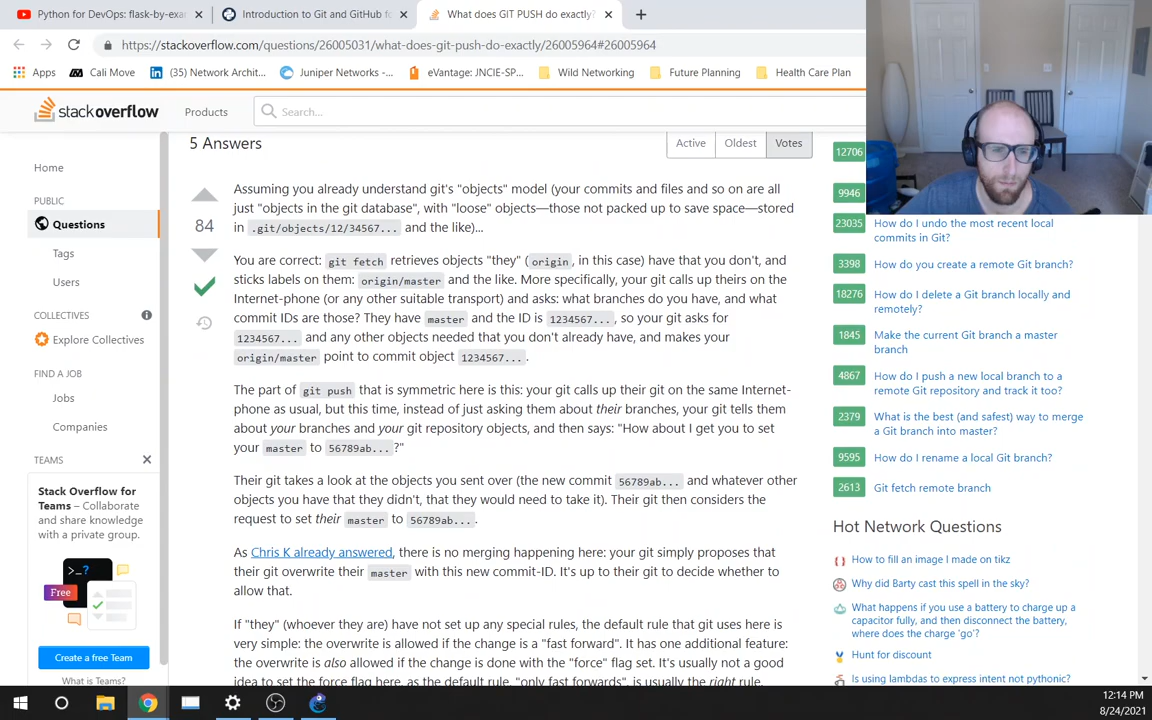 Python for DevOps: flask-by-exa
Introduction to Git and GitHub fo
What does GIT PUSH do exactly?
https://stackoverflow.com/questions/26005031/what-does-git-push-do-exactly/26005964#26005964
Apps
Cali Move
(35) Network Archit...
Juniper Networks -...
eVantage: JNCIE-SP...
Wild Networking
Future Planning
Health Care Plan
stackoverflow
Products
Search...
Home
PUBLIC
Questions
Tags
Users
COLLECTIVES
Explore Collectives
FIND A JOB
Jobs
Companies
TEAMS
Stack Overflow for
Teams – Collaborate
and share knowledge
with a private group.
>_?
Free
Create a free Team
What is Teams?
5 Answers
Active
Oldest
Votes
84
Assuming you already understand git's "objects" model (your commits and files and so on are all
just "objects in the git database", with "loose" objects—those not packed up to save space—stored
in .git/objects/12/34567... and the like)...
You are correct: git fetch retrieves objects "they" (origin, in this case) have that you don't, and
sticks labels on them: origin/master and the like. More specifically, your git calls up theirs on the
Internet-phone (or any other suitable transport) and asks: what branches do you have, and what
commit IDs are those? They have master and the ID is 1234567..., so your git asks for
1234567... and any other objects needed that you don't already have, and makes your
origin/master point to commit object 1234567... .
The part of git push that is symmetric here is this: your git calls up their git on the same Internet-
phone as usual, but this time, instead of just asking them about their branches, your git tells them
about your branches and your git repository objects, and then says: "How about I get you to set
your master to 56789ab... ?"
Their git takes a look at the objects you sent over (the new commit 56789ab... and whatever other
objects you have that they didn't, that they would need to take it). Their git then considers the
request to set their master to 56789ab... .
As Chris K already answered, there is no merging happening here: your git simply proposes that
their git overwrite their master with this new commit-ID. It's up to their git to decide whether to
allow that.
If "they" (whoever they are) have not set up any special rules, the default rule that git uses here is
very simple: the overwrite is allowed if the change is a "fast forward". It has one additional feature:
the overwrite is also allowed if the change is done with the "force" flag set. It's usually not a good
idea to set the force flag here, as the default rule, "only fast forwards", is usually the right rule.
12706
9946
23035
How do I undo the most recent local
commits in Git?
3398
How do you create a remote Git branch?
18276
How do I delete a Git branch locally and
remotely?
1845
Make the current Git branch a master
branch
4867
How do I push a new local branch to a
remote Git repository and track it too?
2379
What is the best (and safest) way to merge
a Git branch into master?
9595
How do I rename a local Git branch?
2613
Git fetch remote branch
Hot Network Questions
How to fill an image I made on tikz
Why did Barty cast this spell in the sky?
What happens if you use a battery to charge up a
capacitor fully, and then disconnect the battery,
where does the charge 'go'?
Hunt for discount
Is using lambdas to express intent not pythonic?
12:14 PM
8/24/2021